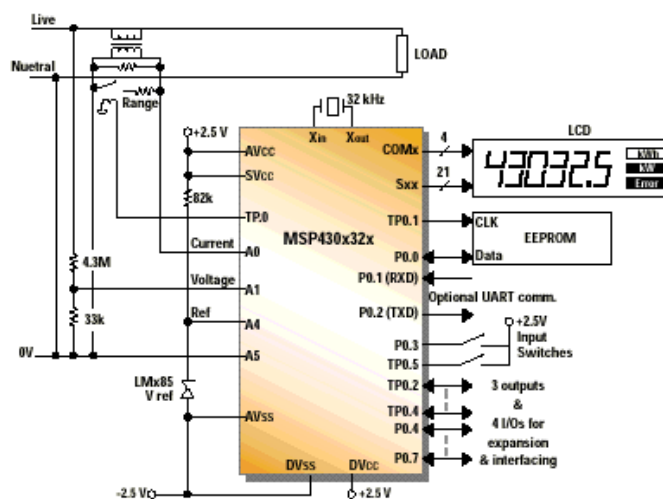 Live
Nuetral
LOAD
Range
+2.5 V
32 kHz
Xin
Xout
LCD
AVCC
SVCC
82k
TP.0
Current
A0
MSP430x32x
4.3M
Voltage
A1
33k
Ref
A4
0V
A5
LMx85
V ref
AVSS
DVSS
DVCC
-2.5 V
+2.5 V
COMx
4
Sxx
21
43032.5
kWh
kW
Error
TP0.1
CLK
EEPROM
P0.0
Data
P0.1 (RXD)
Optional UART comm.
P0.2 (TXD)
+2.5V
P0.3
Input
Switches
TP0.5
TP0.2
3 outputs
&
TP0.4
4 I/Os for
P0.4
expansion
& interfacing
P0.7